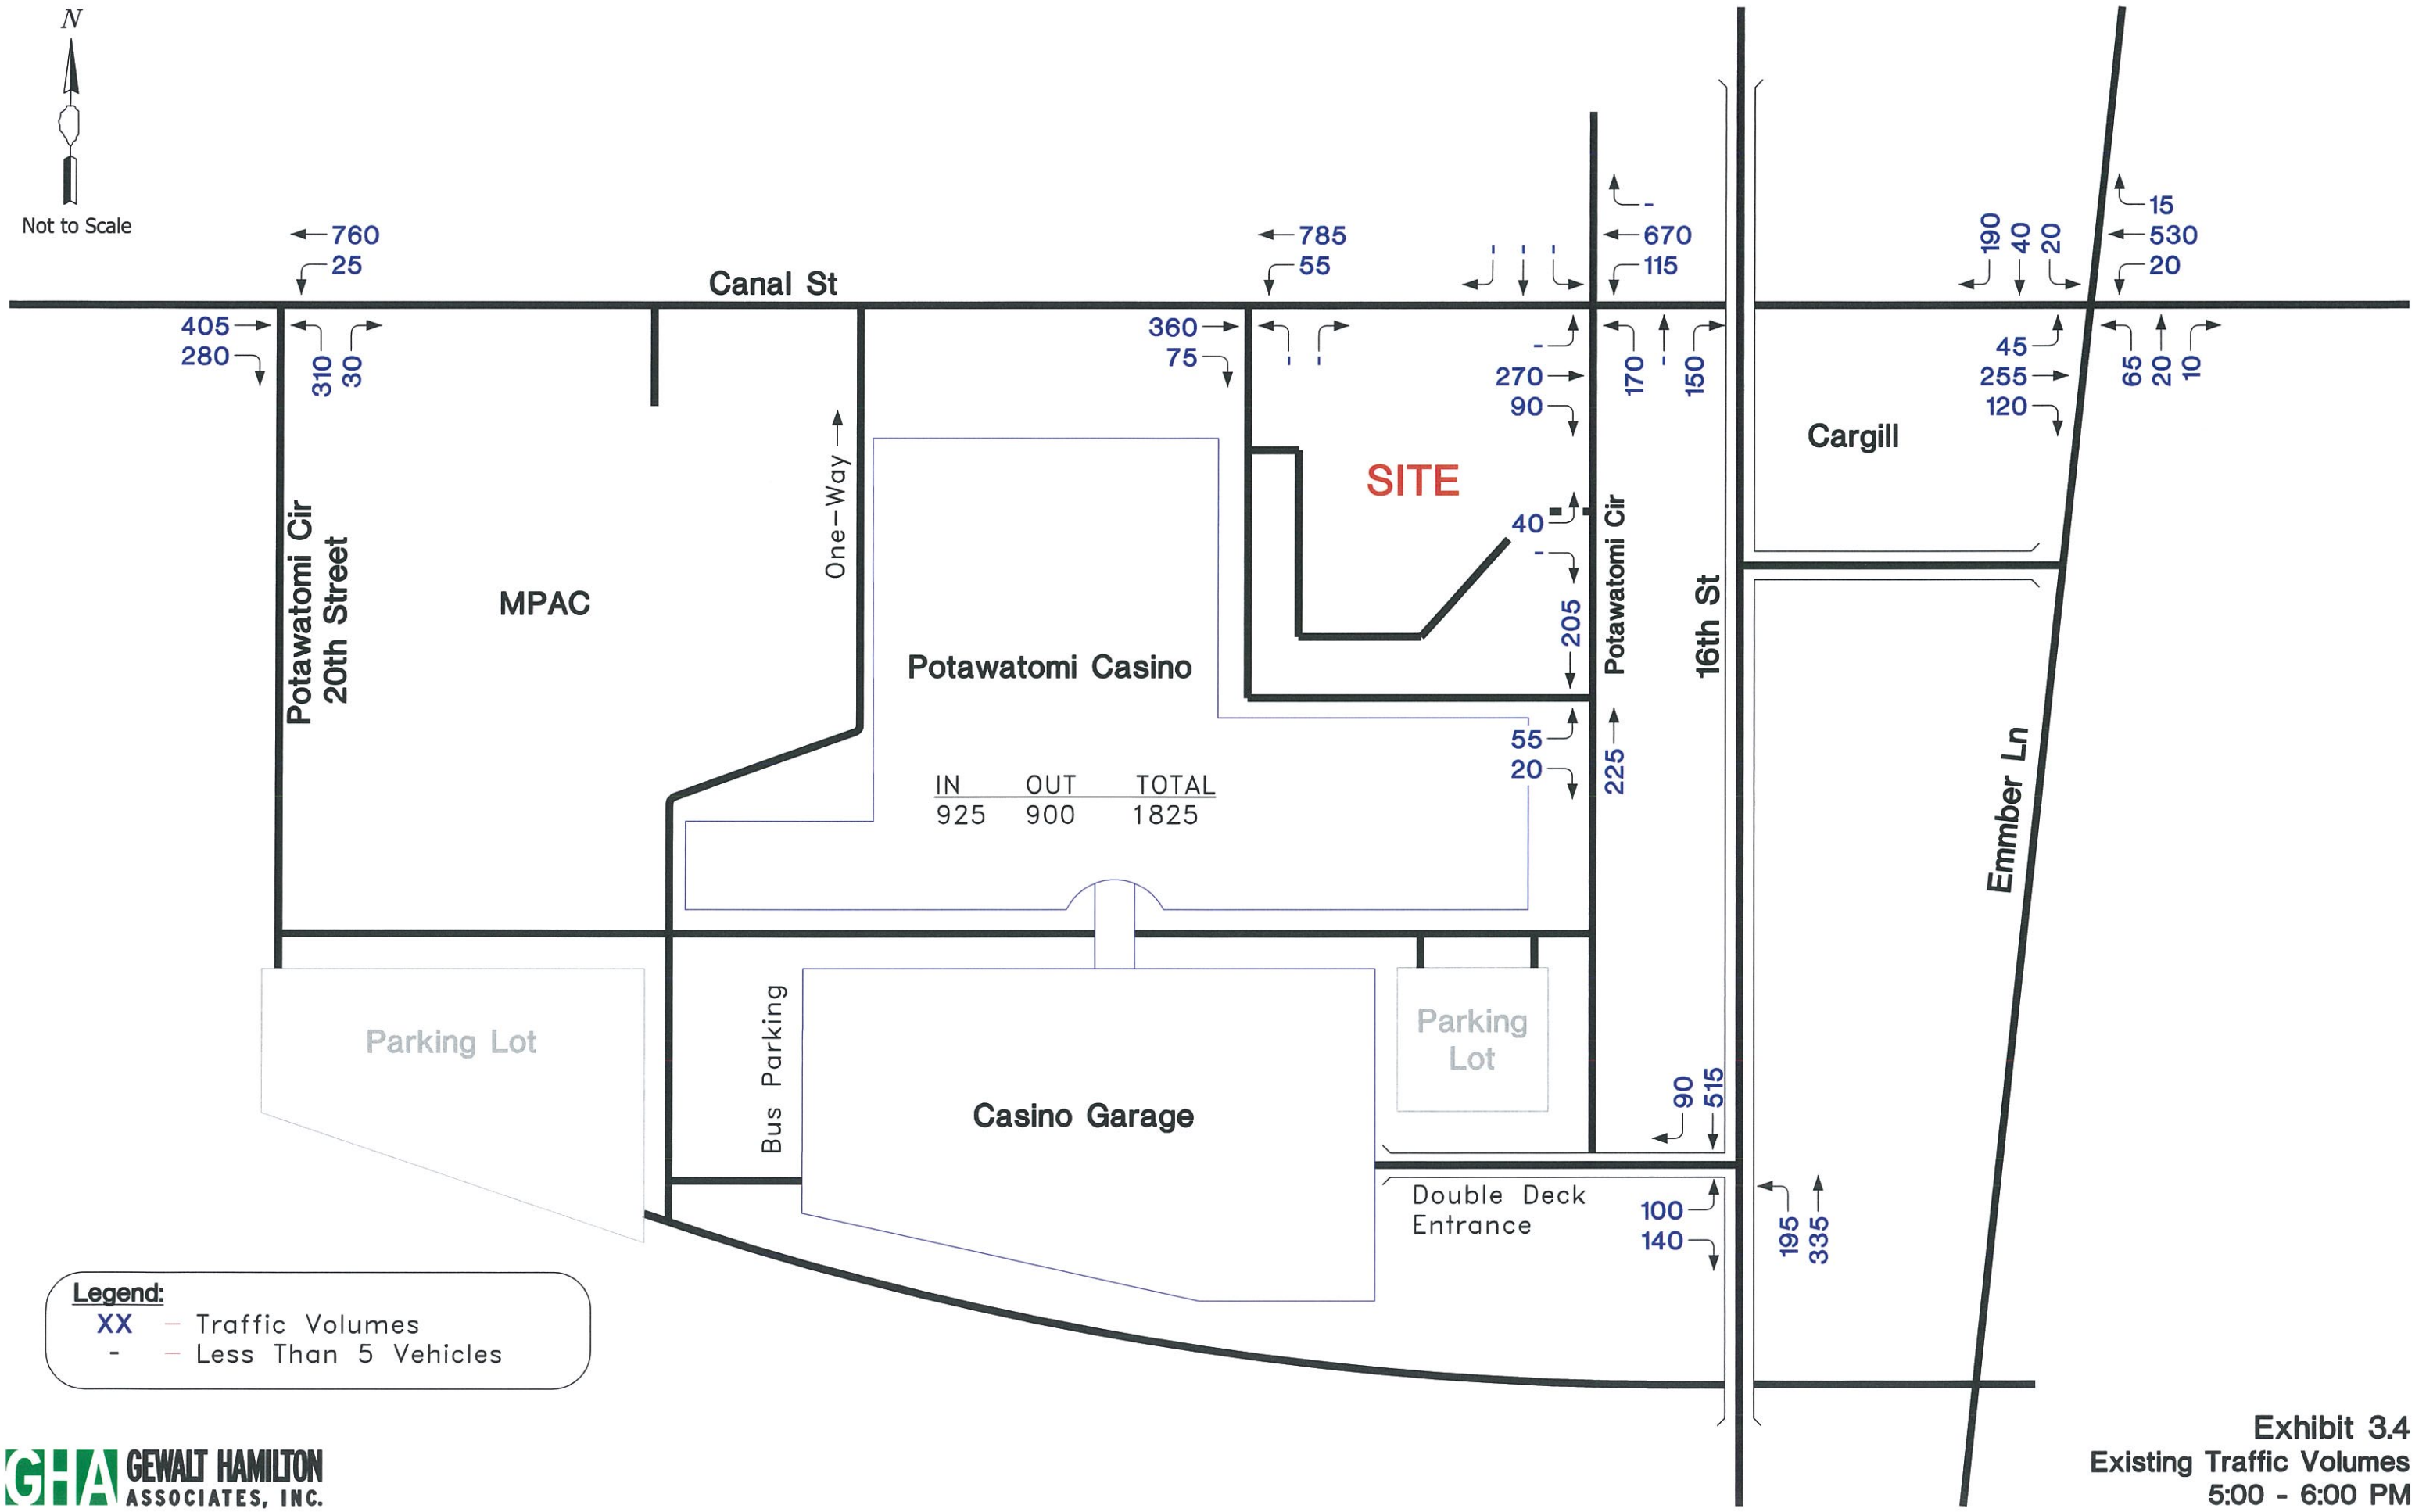 N
Not to Scale
760
25
405
280
310
30
Canal St
785
55
360
75
-
-
-
-
-
-
670
115
-
270
90
170
-
150
190
40
20
15
530
20
45
255
120
65
20
10
Cargill
SITE
40
-
205
Potawatomi Cir
16th St
Potawatomi Cir
20th Street
One-Way
MPAC
Potawatomi Casino
IN OUT TOTAL
925 900 1825
55
20
225
Emmber Ln
Parking Lot
Bus Parking
Casino Garage
Parking
Lot
90
515
Double Deck
Entrance
100
140
195
335
Legend:
XX - Traffic Volumes
- - Less Than 5 Vehicles
GHA GEWALT HAMILTON
ASSOCIATES, INC.
Exhibit 3.4
Existing Traffic Volumes
5:00 - 6:00 PM